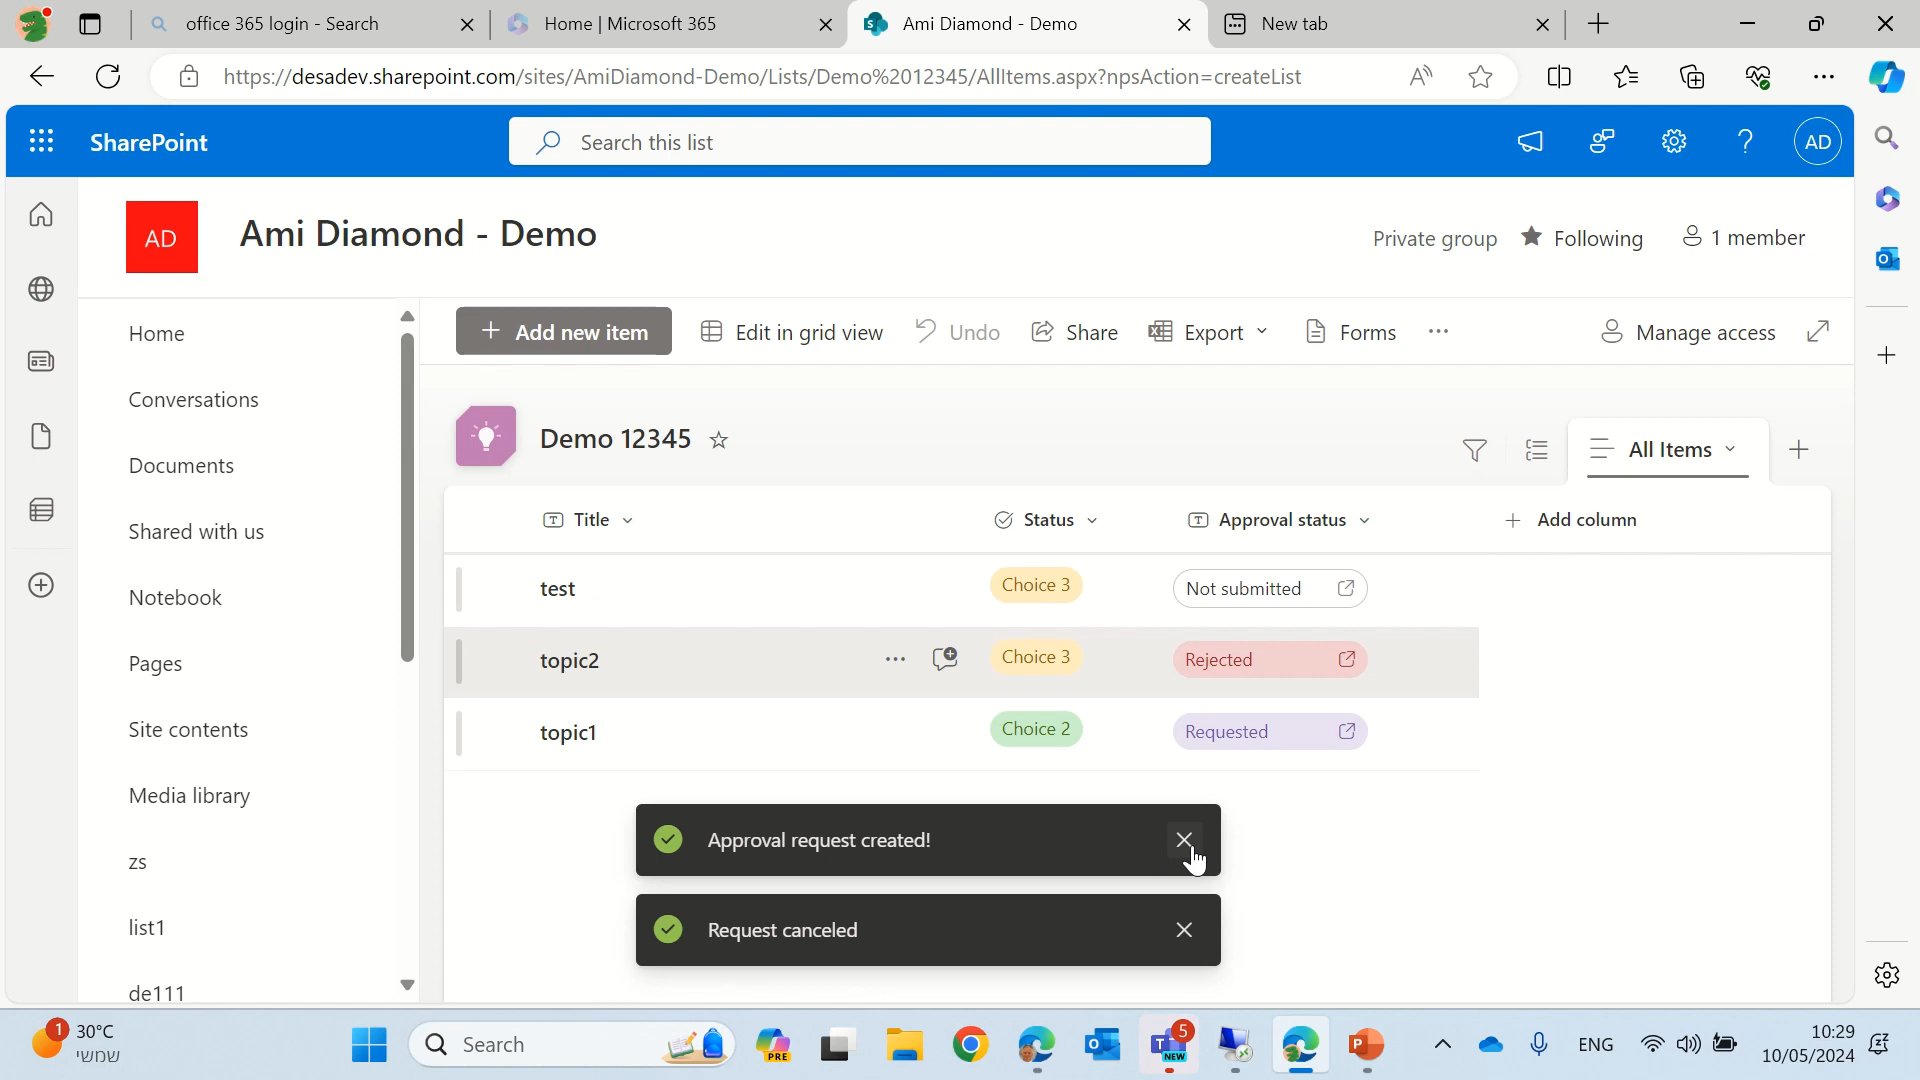 office 365 login - Search
Home | Microsoft 365
Ami Diamond - Demo
New tab
https://desadev.sharepoint.com/sites/AmiDiamond-Demo/Lists/Demo%2012345/AllItems.aspx?npsAction=createList
SharePoint
Search this list
AD
AD
Ami Diamond - Demo
Private group
Following
1 member
Home
Conversations
Documents
Shared with us
Notebook
Pages
Site contents
Media library
zs
list1
de111
Add new item
Edit in grid view
Undo
Share
Export
Forms
Manage access
Demo 12345
All Items
Title
Status
Approval status
Add column
test
Choice 3
Not submitted
topic2
Choice 3
Rejected
topic1
Choice 2
Requested
Approval request created!
Request canceled
1
30°C
שמשי
Search
PRE
5
NEW
ENG
10:29
10/05/2024